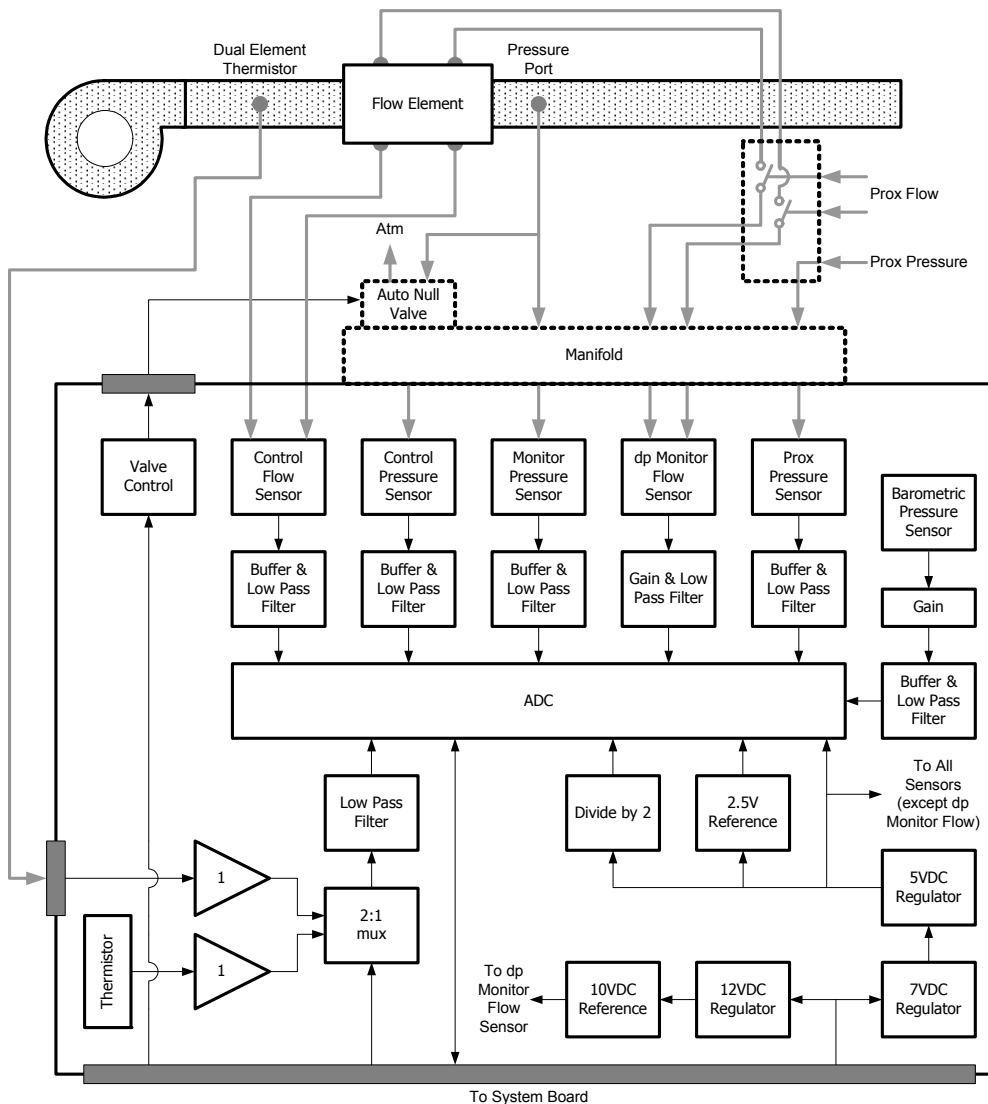 Dual Element
Thermistor
Pressure
Port
Flow Element
Prox Flow
Atm
Prox Pressure
Auto Null
Valve
Manifold
Valve
Control
Control
Flow
Sensor
Control
Pressure
Sensor
Monitor
Pressure
Sensor
dp Monitor
Flow
Sensor
Prox
Pressure
Sensor
Barometric
Pressure
Sensor
Buffer &
Low Pass
Filter
Buffer &
Low Pass
Filter
Buffer &
Low Pass
Filter
Gain & Low
Pass Filter
Buffer &
Low Pass
Filter
Gain
ADC
Buffer &
Low Pass
Filter
Low Pass
Filter
Divide by 2
2.5V
Reference
To All
Sensors
(except dp
Monitor Flow)
1
2:1
mux
5VDC
Regulator
Thermistor
1
To dp
Monitor
Flow
Sensor
10VDC
Reference
12VDC
Regulator
7VDC
Regulator
To System Board